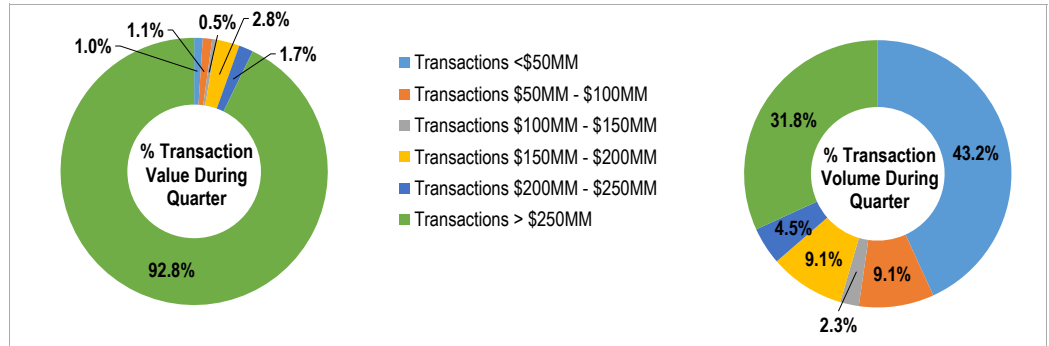 0.5%
2.8%
1.1%
1.0%
1.7%
% Transaction
Value During
Quarter
92.8%
Transactions <$50MM
Transactions $50MM - $100MM
Transactions $100MM - $150MM
Transactions $150MM - $200MM
Transactions $200MM - $250MM
Transactions > $250MM
31.8%
43.2%
% Transaction
Volume During
Quarter
4.5%
9.1%
9.1%
2.3%